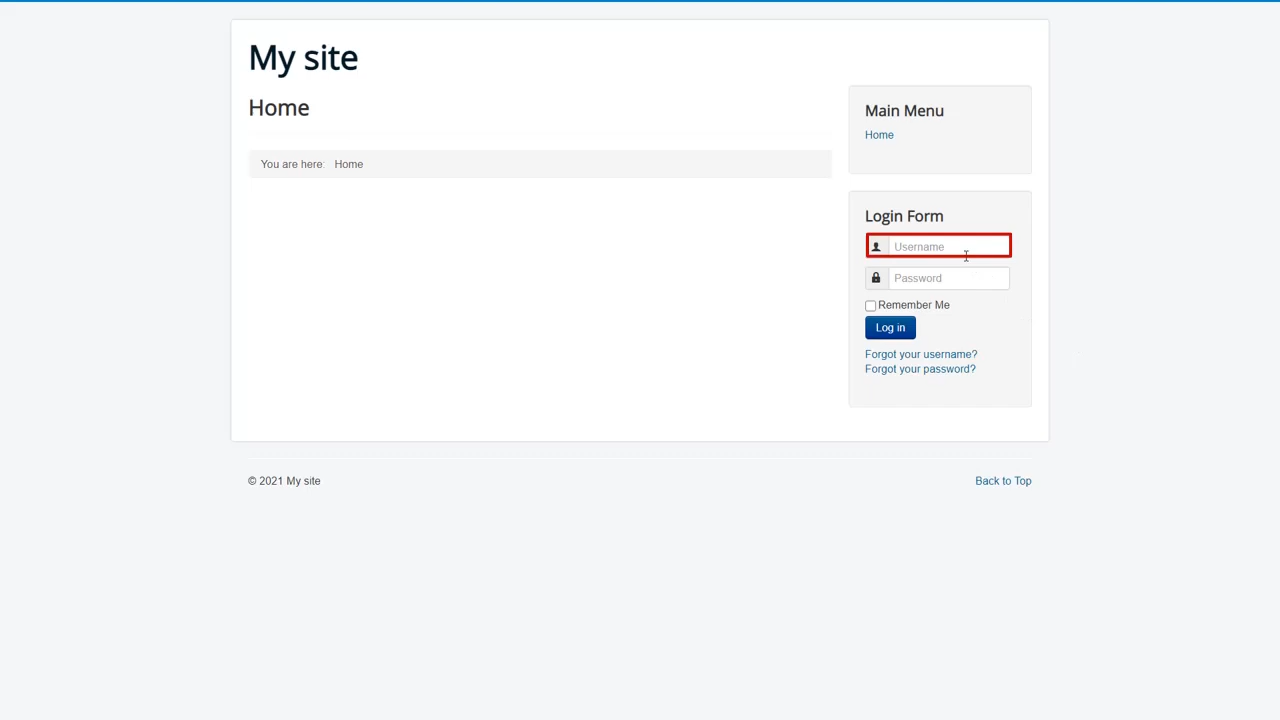 My site
Home
You are here: Home
Main Menu
Home
Login Form
Username
Password
Remember Me
Log in
Forgot your username?
Forgot your password?
© 2021 My site
Back to Top